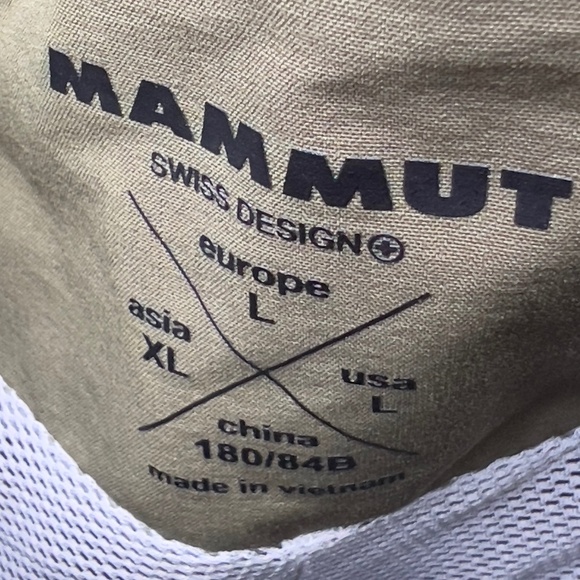 MAMMUT
SWISS DESIGN
europe
L
asia
XL
usa
L
china
180/84B
made in vietnam